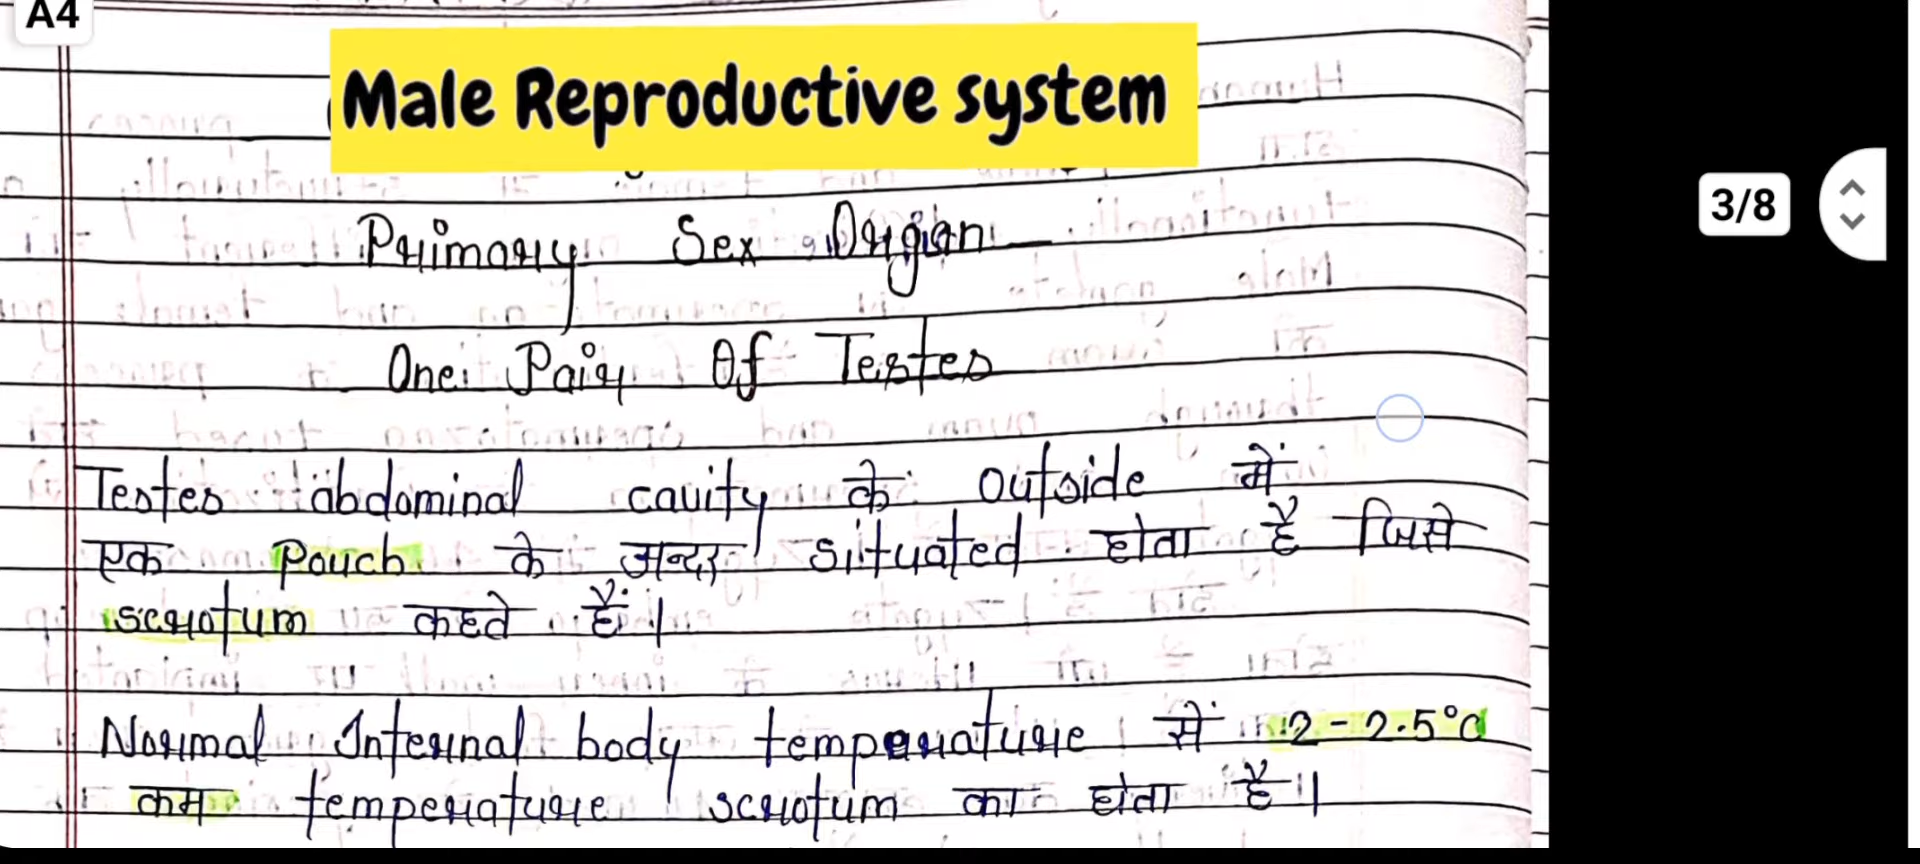 A4
Male Reproductive system
3/8
Primary Sex Organ
One Pair Of Testes
Testes abdominal cavity के outside में
एक Pouch के अन्दर situated होता है जिसे
scrotum कहते हैं।
Normal Internal body temperature से 2-2.5°C
कम temperature scrotum का होता है।